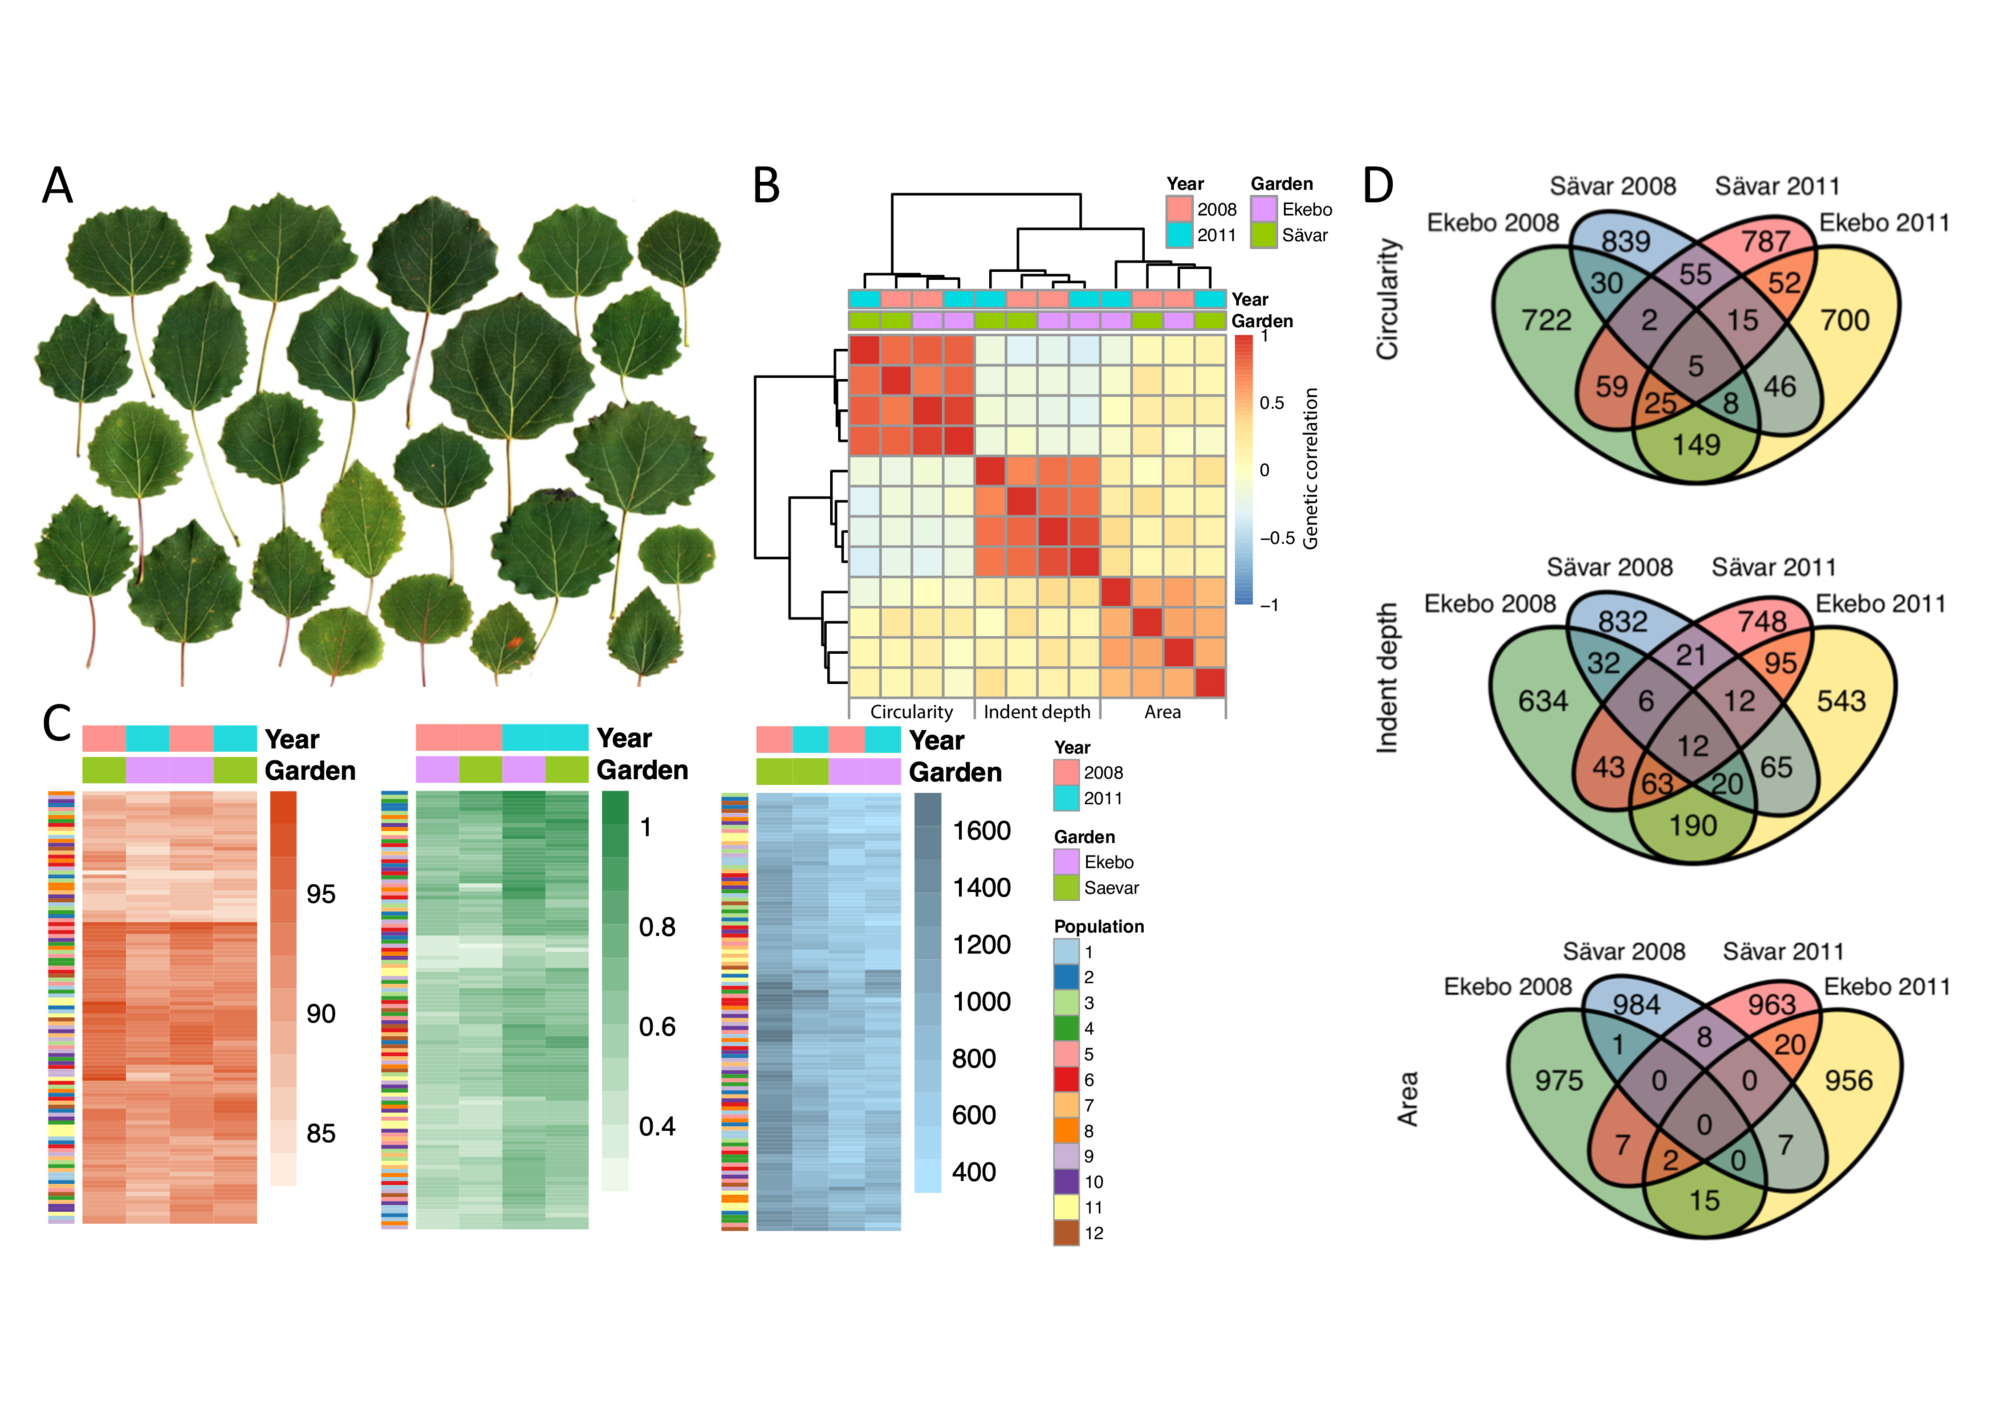 A
B
Year
2008
2011
Garden
Ekebo
Sävar
Year
Garden
1
0.5
0
−0.5
−1
Genetic correlation
Circularity
Indent depth
Area
C
Year
Garden
95
90
85
Year
Garden
1
0.8
0.6
0.4
Year
Garden
1600
1400
1200
1000
800
600
400
Year
2008
2011
Garden
Ekebo
Saevar
Population
1
2
3
4
5
6
7
8
9
10
11
12
D
Circularity
Sävar 2008 Sävar 2011
Ekebo 2008 Ekebo 2011
839 787
30 55 52
722 2 15 700
5
59 25 8 46
149
Indent depth
Sävar 2008 Sävar 2011
Ekebo 2008 Ekebo 2011
832 748
32 21 95
634 6 12 543
12
43 63 20 65
190
Area
Sävar 2008 Sävar 2011
Ekebo 2008 Ekebo 2011
984 963
1 8 20
975 0 0 956
0
7 2 0 7
15